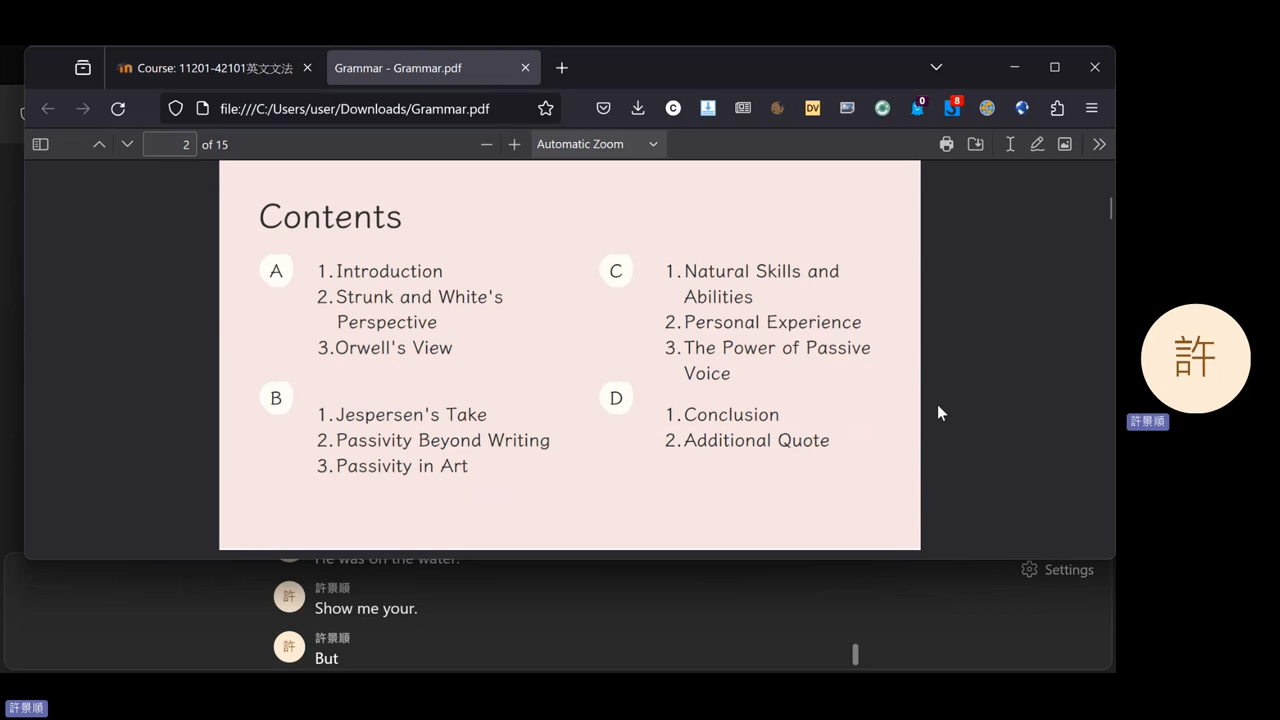 Course: 11201-42101英文文法
Grammar - Grammar.pdf
file:///C:/Users/user/Downloads/Grammar.pdf
C
DV
0
8
2 of 15
Automatic Zoom
Contents
A
1.Introduction
2.Strunk and White's
Perspective
3.Orwell's View
B
1.Jespersen's Take
2.Passivity Beyond Writing
3.Passivity in Art
C
1.Natural Skills and
Abilities
2.Personal Experience
3.The Power of Passive
Voice
D
1.Conclusion
2.Additional Quote
許
許景順
He was on the water.
Settings
許
許景順
Show me your.
許
許景順
But
許景順